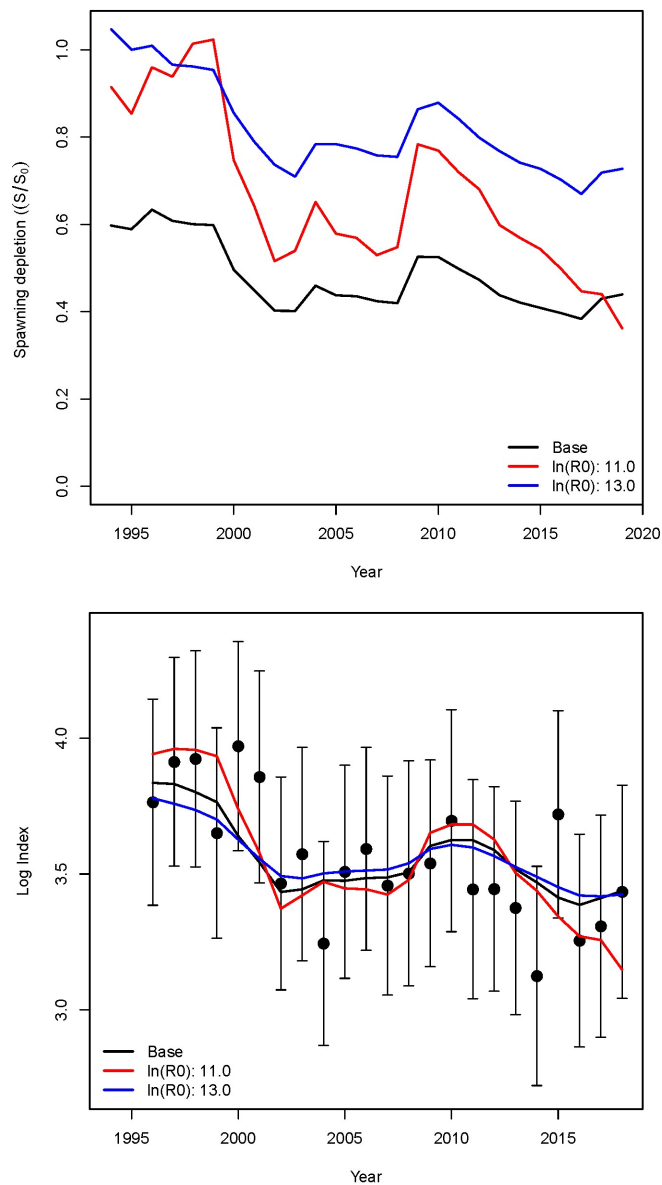 1.0
0.8
0.6
0.4
0.2
0.0
Spawning depletion ((S/S₀)
Base
ln(R0): 11.0
ln(R0): 13.0
1995 2000 2005 2010 2015 2020
Year
4.0
3.5
3.0
Log Index
Base
ln(R0): 11.0
ln(R0): 13.0
1995 2000 2005 2010 2015
Year